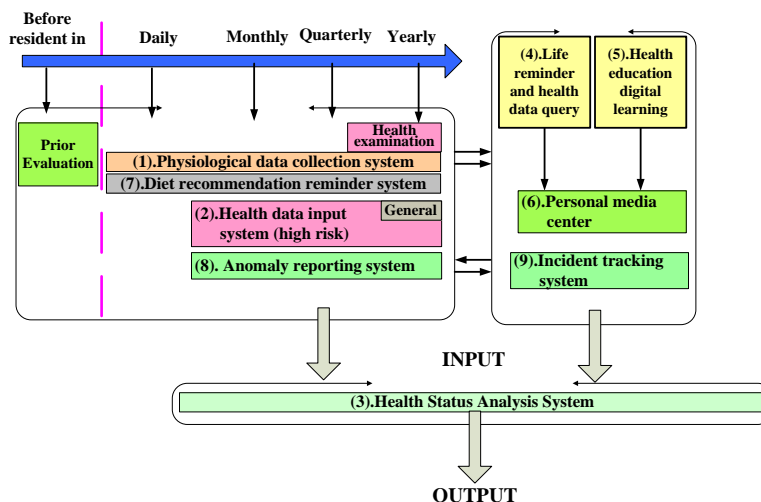 Before
resident in
Daily
Monthly
Quarterly
Yearly
Prior
Evaluation
Health
examination
(1).Physiological data collection system
(7).Diet recommendation reminder system
(2).Health data input
system (high risk)
General
(8). Anomaly reporting system
(4).Life
reminder
and health
data query
(5).Health
education
digital
learning
(6).Personal media
center
(9).Incident tracking
system
INPUT
(3).Health Status Analysis System
OUTPUT